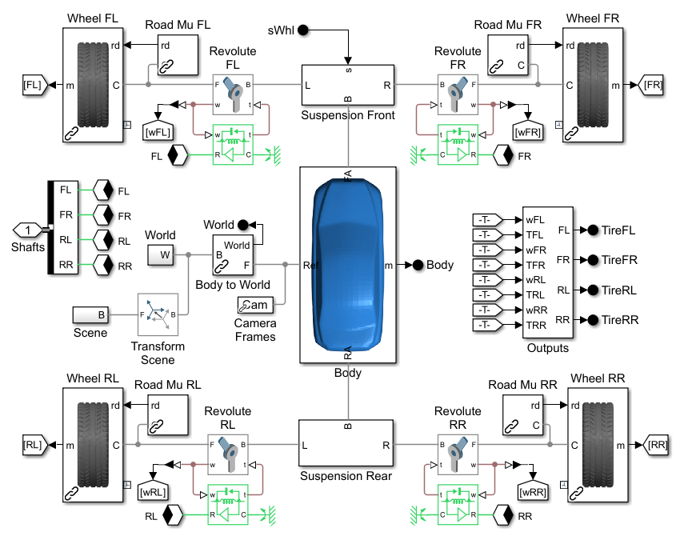 Wheel FL
Road Mu FL
rd
rd
C
C
m
[FL]
Revolute
FL
F
B
w
t
[wFL]
w
t
R
C
FL
sWhl
s
L
R
B
Suspension Front
Revolute
FR
B
F
t
w
[wFR]
t
w
C
R
FR
Road Mu FR
rd
C
Wheel FR
rd
C
m
[FR]
FL
FR
RL
RR
FL
FR
RL
RR
1
Shafts
World
W
World
World
B
F
Body to World
Cam
Camera
Frames
B
Scene
F
B
Transform
Scene
FA
Ref
m
RA
Body
Body
-T-
-T-
-T-
-T-
-T-
-T-
-T-
-T-
wFL
TFL
wFR
TFR
wRL
TRL
wRR
TRR
FL
FR
RL
RR
Outputs
TireFL
TireFR
TireRL
TireRR
Wheel RL
Road Mu RL
rd
rd
C
C
m
[RL]
Revolute
RL
F
B
w
t
[wRL]
w
t
R
C
RL
B
L
R
Suspension Rear
Revolute
RR
B
F
t
w
[wRR]
t
w
C
R
RR
Road Mu RR
rd
C
Wheel RR
rd
C
m
[RR]